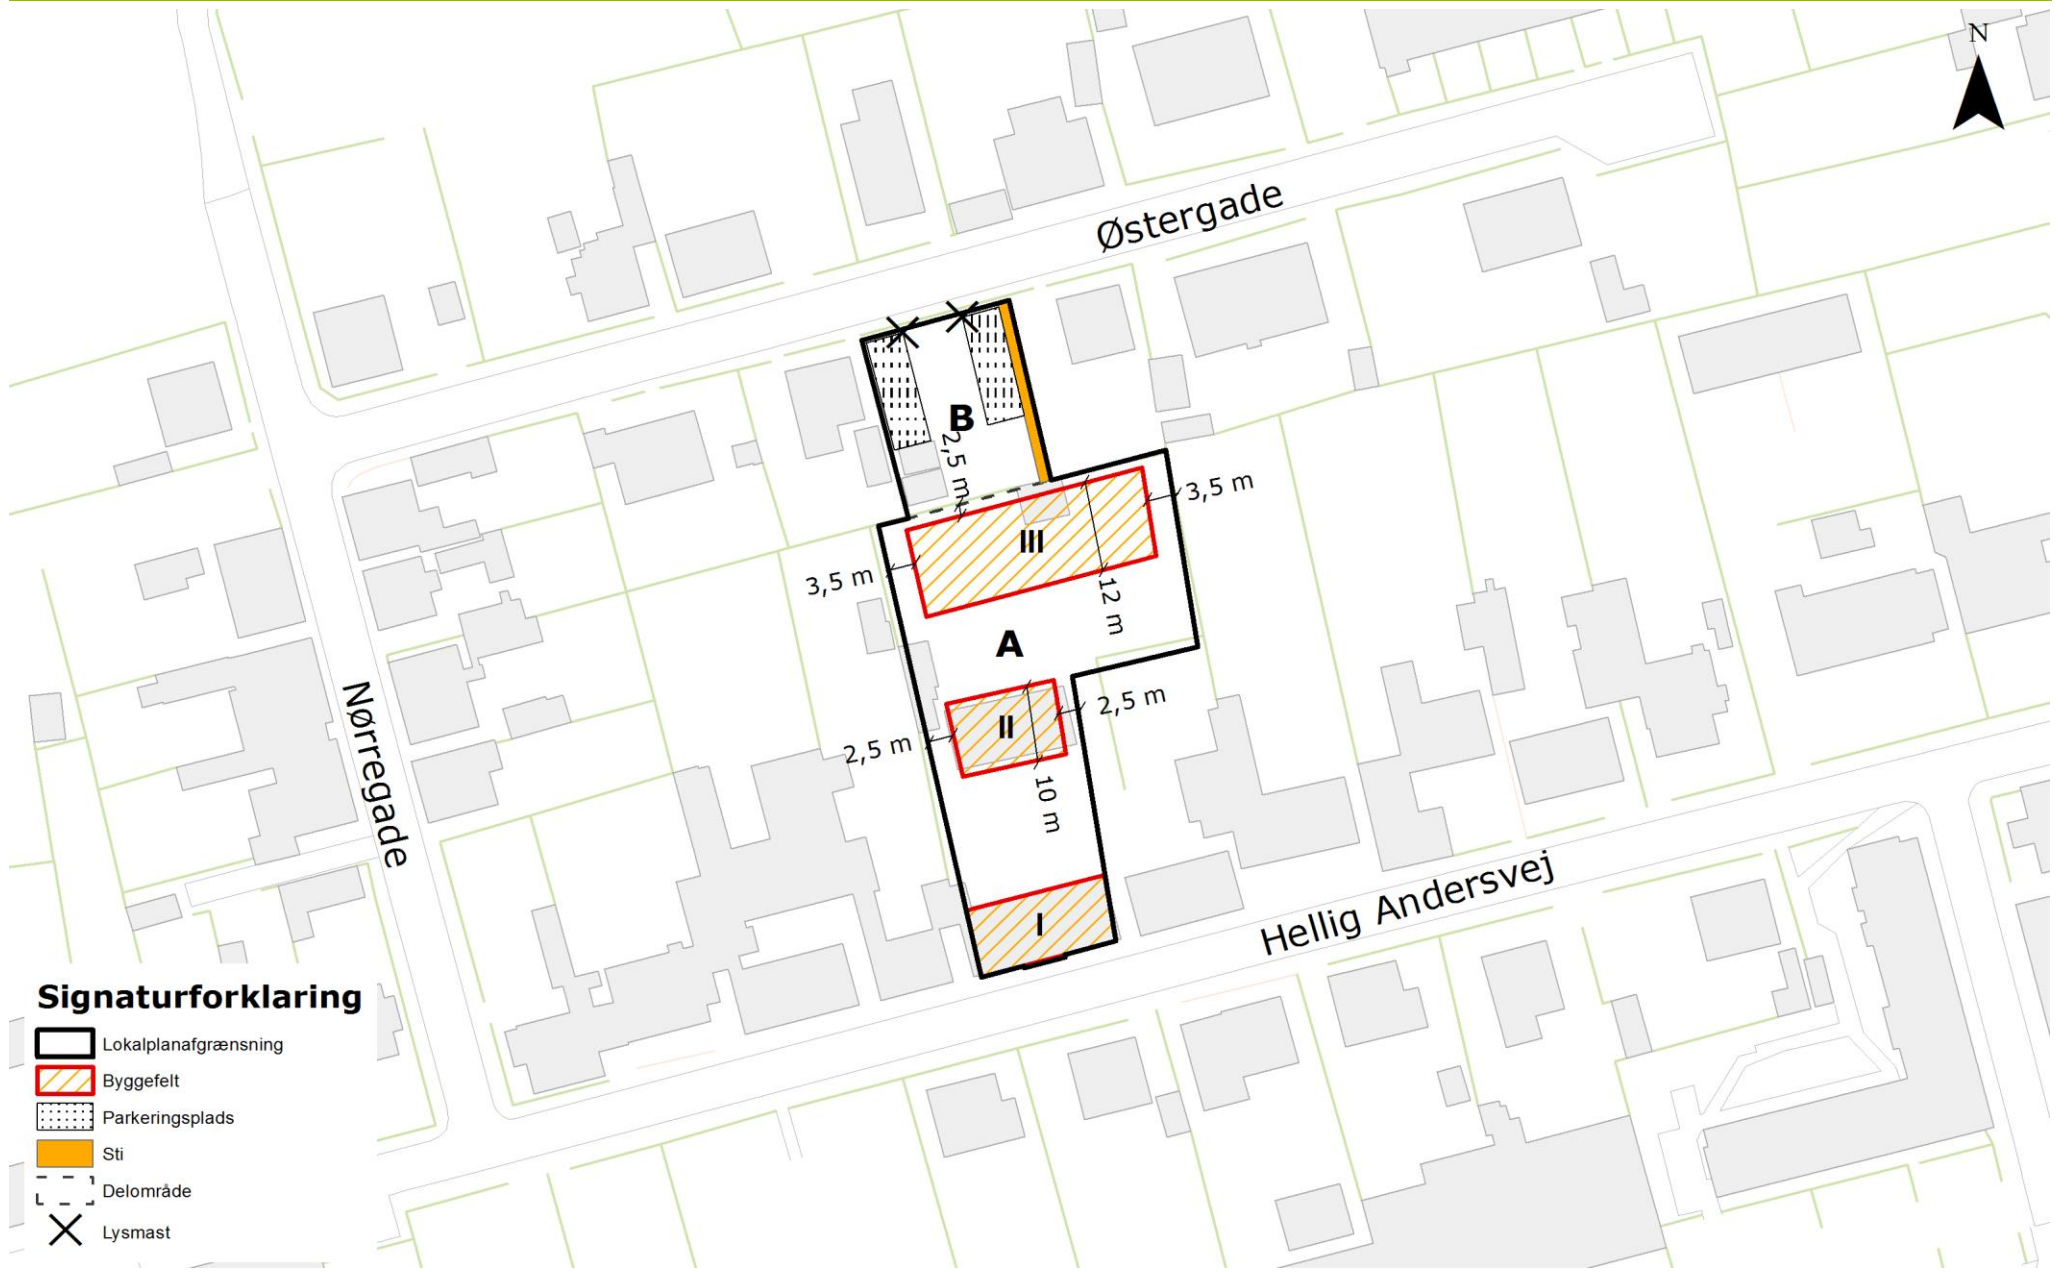 N
Østergade
B
2,5 m
3,5 m
III
3,5 m
12 m
A
2,5 m
II
2,5 m
10 m
Nørregade
I
Hellig Andersvej
Signaturforklaring
Lokalplanafgrænsning
Byggefelt
Parkeringsplads
Sti
Delområde
Lysmast